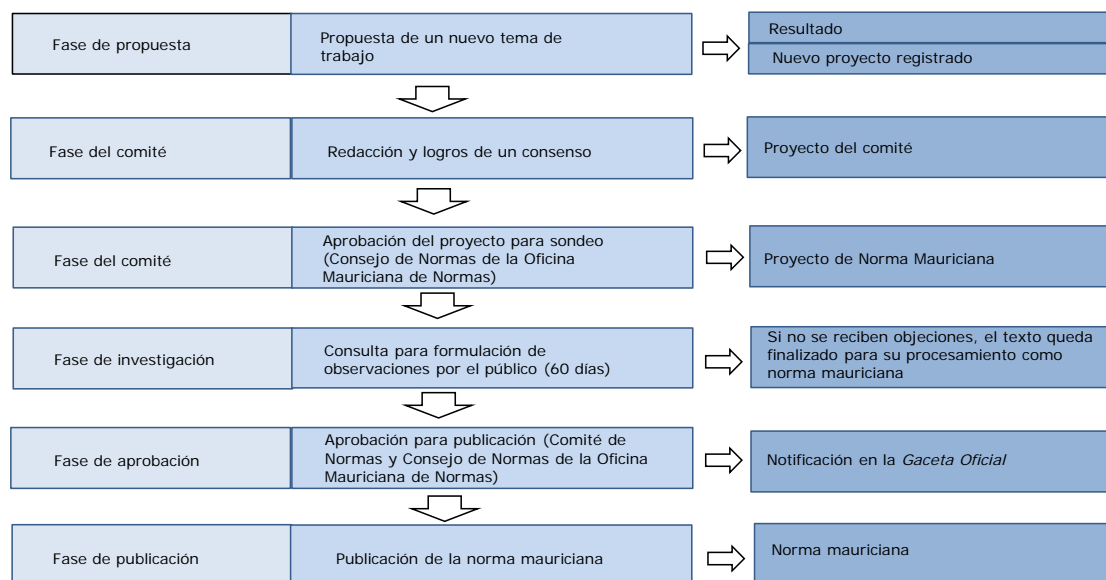 Fase de propuesta
Propuesta de un nuevo tema de
trabajo
Resultado
Nuevo proyecto registrado
Fase del comité
Redacción y logros de un consenso
Proyecto del comité
Fase del comité
Aprobación del proyecto para sondeo
(Consejo de Normas de la Oficina
Mauriciana de Normas)
Proyecto de Norma Mauriciana
Fase de investigación
Consulta para formulación de
observaciones por el público (60 días)
Si no se reciben objeciones, el texto queda
finalizado para su procesamiento como
norma mauriciana
Fase de aprobación
Aprobación para publicación (Comité de
Normas y Consejo de Normas de la Oficina
Mauriciana de Normas)
Notificación en la Gaceta Oficial
Fase de publicación
Publicación de la norma mauriciana
Norma mauriciana